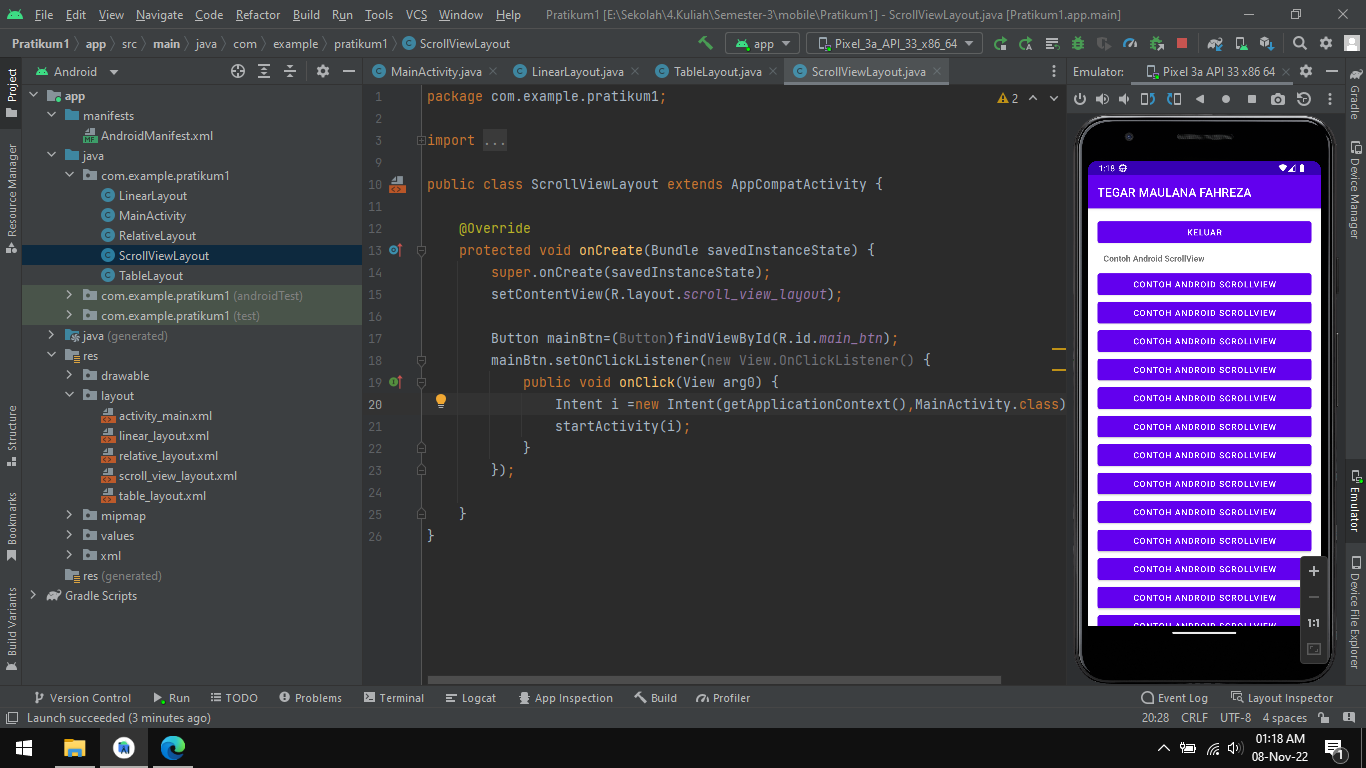 File Edit View Navigate Code Refactor Build Run Tools VCS Window Help Pratikum1 [E:\Sekolah\4.Kuliah\Semester-3\mobile\Pratikum1] - ScrollViewLayout.java [Pratikum1.app.main]
Pratikum1 app src main java com example pratikum1 ScrollViewLayout app Pixel_3a_API_33_x86_64
Android MainActivity.java LinearLayout.java TableLayout.java ScrollViewLayout.java Emulator: Pixel 3a API 33 x86 64
Project
Resource Manager
Structure
Bookmarks
Build Variants
app
manifests
AndroidManifest.xml
java
com.example.pratikum1
LinearLayout
MainActivity
RelativeLayout
ScrollViewLayout
TableLayout
com.example.pratikum1 (androidTest)
com.example.pratikum1 (test)
java (generated)
res
drawable
layout
activity_main.xml
linear_layout.xml
relative_layout.xml
scroll_view_layout.xml
table_layout.xml
mipmap
values
xml
res (generated)
Gradle Scripts
1 package com.example.pratikum1; 2
2
3 import ...
9
10 public class ScrollViewLayout extends AppCompatActivity {
11
12 @Override
13 protected void onCreate(Bundle savedInstanceState) {
14 super.onCreate(savedInstanceState);
15 setContentView(R.layout.scroll_view_layout);
16
17 Button mainBtn=(Button)findViewById(R.id.main_btn);
18 mainBtn.setOnClickListener(new View.OnClickListener() {
19 public void onClick(View arg0) {
20 Intent i =new Intent(getApplicationContext(),MainActivity.class)
21 startActivity(i);
22 }
23 });
24
25 }
26 }
1:18
TEGAR MAULANA FAHREZA
KELUAR
Contoh Android ScrollView
CONTOH ANDROID SCROLLVIEW
CONTOH ANDROID SCROLLVIEW
CONTOH ANDROID SCROLLVIEW
CONTOH ANDROID SCROLLVIEW
CONTOH ANDROID SCROLLVIEW
CONTOH ANDROID SCROLLVIEW
CONTOH ANDROID SCROLLVIEW
CONTOH ANDROID SCROLLVIEW
CONTOH ANDROID SCROLLVIEW
CONTOH ANDROID SCROLLVIEW
CONTOH ANDROID SCROLLVIEW
CONTOH ANDROID SCROLLVIEW
CONTOH ANDROID SCROLLVIEW
1:1
Gradle
Device Manager
Emulator
Device File Explorer
Version Control Run TODO Problems Terminal Logcat App Inspection Build Profiler Event Log Layout Inspector
Launch succeeded (3 minutes ago) 20:28 CRLF UTF-8 4 spaces
01:18 AM
08-Nov-22
1